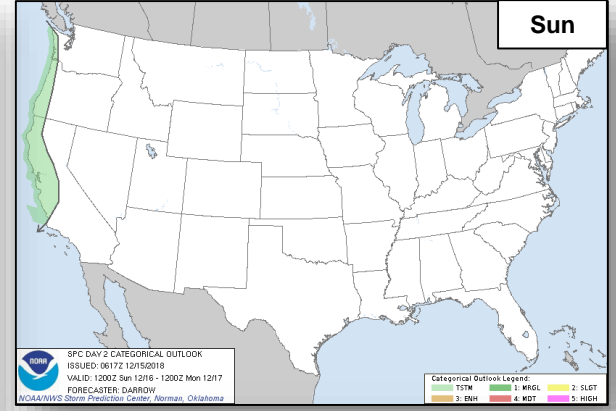 Sun
NOAA
SPC DAY 2 CATEGORICAL OUTLOOK
ISSUED: 0617Z 12/15/2018
VALID: 1200Z Sun 12/16 - 1200Z Mon 12/17
FORECASTER: DARROW
NOAA/NWS Storm Prediction Center, Norman, Oklahoma
Categorical Outlook Legend:
TSTM 1: MRGL 2: SLGT
3: ENH 4: MDT 5: HIGH